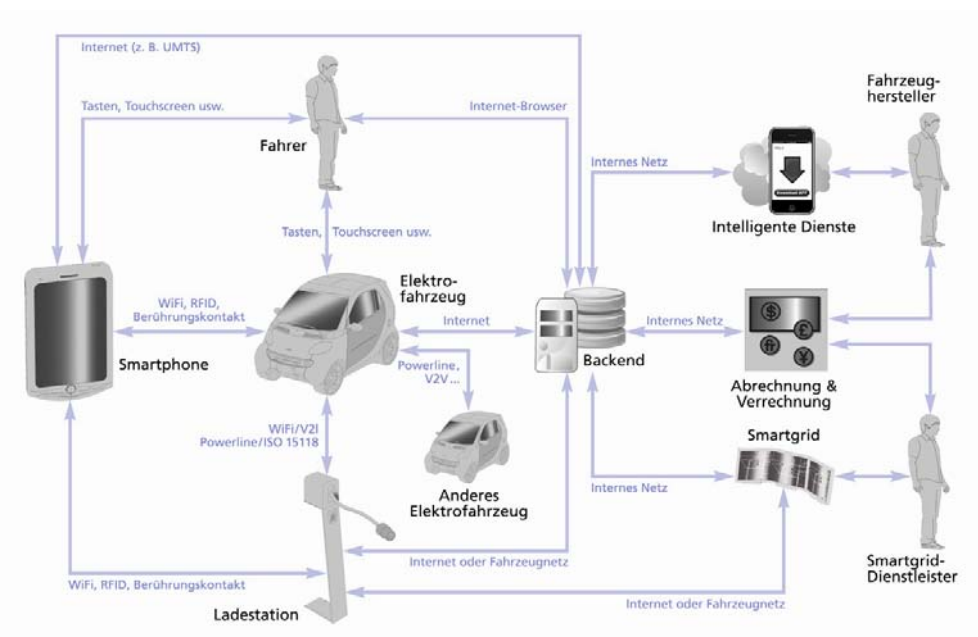 Internet (z. B. UMTS)
Tasten, Touchscreen usw.
Internet-Browser
Fahrer
Fahrzeug-
hersteller
Internes Netz
Intelligente Dienste
Tasten, Touchscreen usw.
Elektro-
fahrzeug
WiFi, RFID,
Berührungskontakt
Internet
Internes Netz
Smartphone
Backend
Powerline,
V2V ...
Abrechnung &
Verrechnung
WiFi/V2I
Powerline/ISO 15118
Smartgrid
Internes Netz
Anderes
Elektrofahrzeug
Internet oder Fahrzeugnetz
Smartgrid-
Dienstleister
WiFi, RFID, Berührungskontakt
Internet oder Fahrzeugnetz
Ladestation